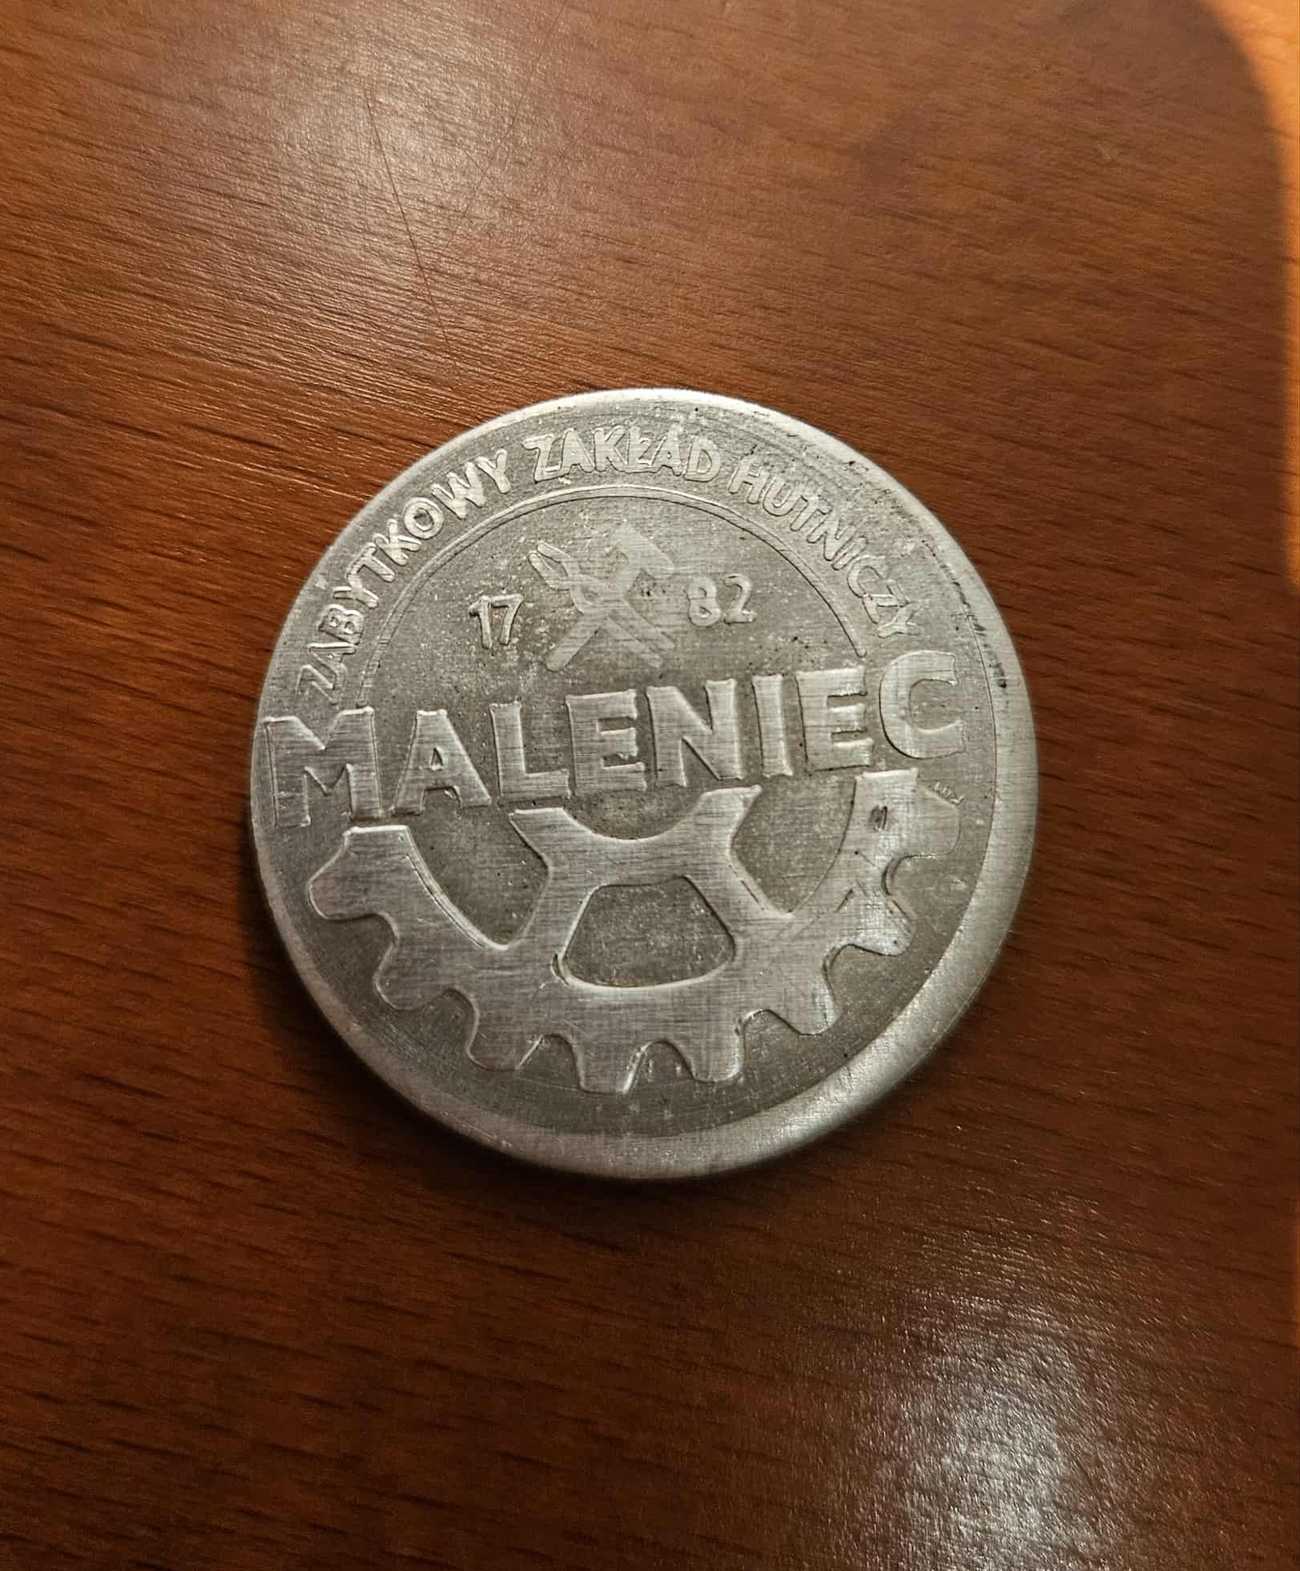 ZABYTKOWY ZAKŁAD HUTNICZY
17 82
MALENIEC